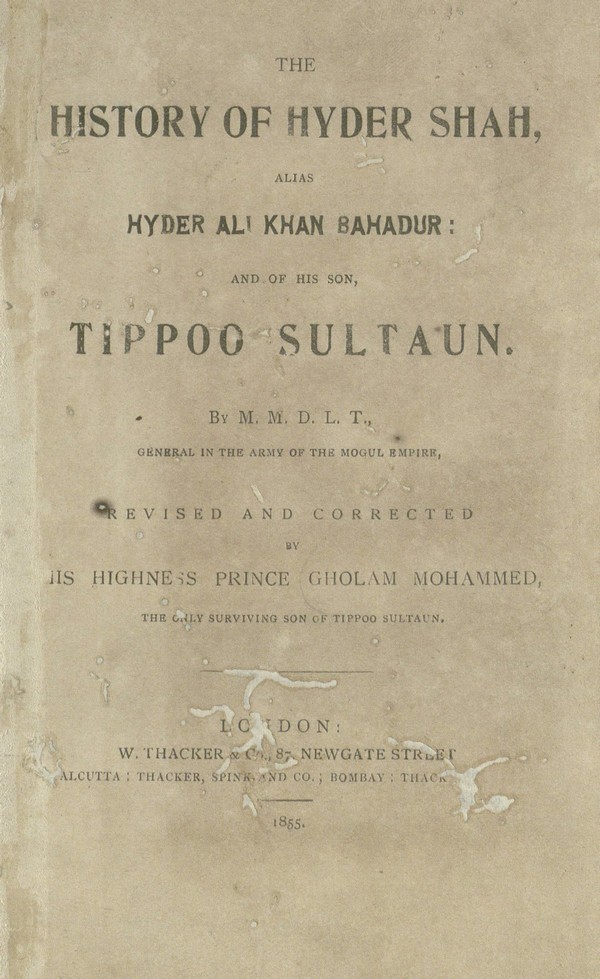 THE
HISTORY OF HYDER SHAH,
ALIAS
HYDER ALI KHAN BAHADUR:
AND OF HIS SON,
TIPPOO SULTAUN.
By M. M. D. L. T.,
GENERAL IN THE ARMY OF THE MOGUL EMPIRE,
REVISED AND CORRECTED
BY
HIS HIGHNESS PRINCE GHOLAM MOHAMMED,
THE ONLY SURVIVING SON OF TIPPOO SULTAUN.
LONDON:
W. THACKER & Co., 87, NEWGATE STREET
CALCUTTA: THACKER, SPINK, AND CO.; BOMBAY:
1855.